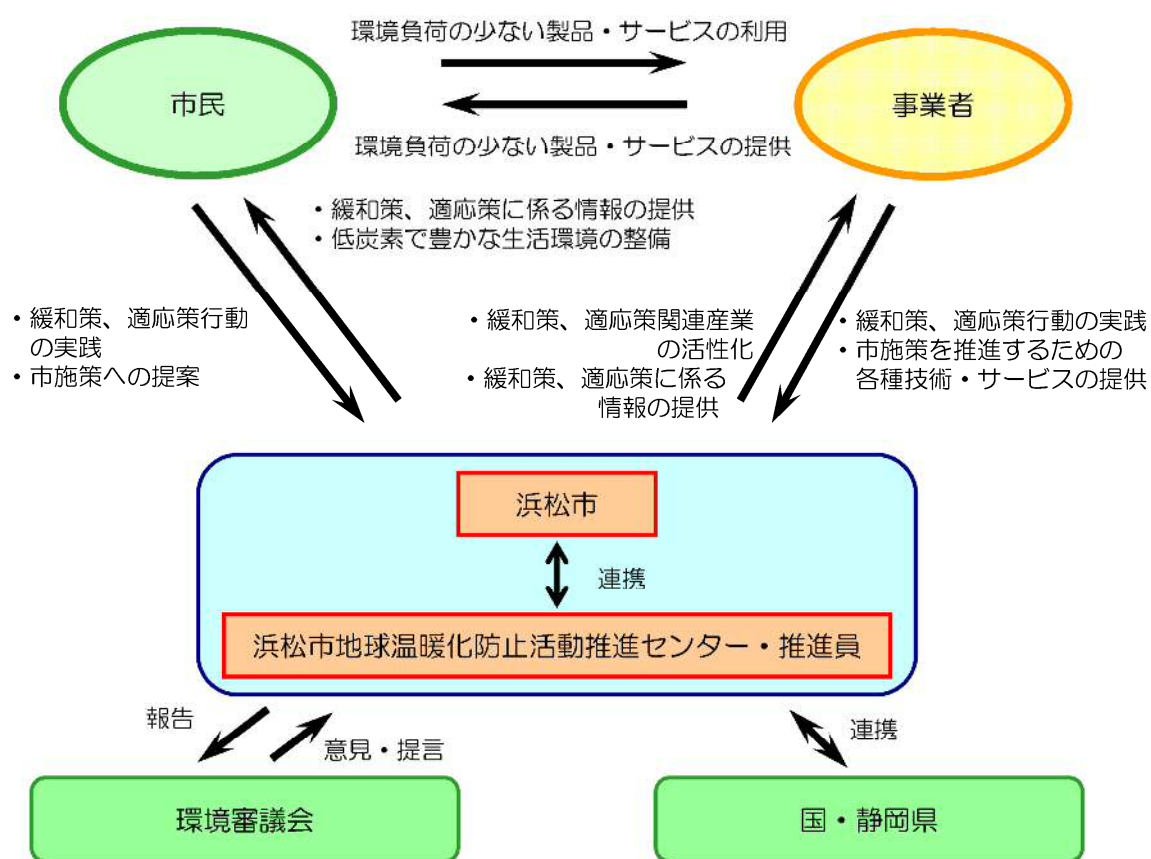 環境負荷の少ない製品・サービスの利用
市民
事業者
環境負荷の少ない製品・サービスの提供
・緩和策、適応策に係る情報の提供
・低炭素で豊かな生活環境の整備
・緩和策、適応策行動
の実践
・市施策への提案
・緩和策、適応策関連産業
の活性化
・緩和策、適応策に係る
情報の提供
・緩和策、適応策行動の実践
・市施策を推進するための
各種技術・サービスの提供
浜松市
連携
浜松市地球温暖化防止活動推進センター・推進員
報告
意見・提言
連携
環境審議会
国・静岡県